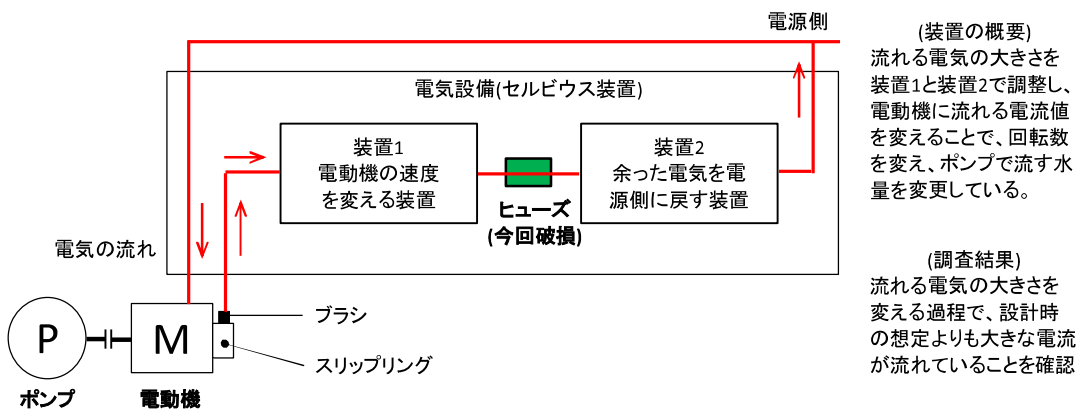 電源側
電気設備(セルビウス装置)
装置1
電動機の速度
を変える装置
装置2
余った電気を電
源側に戻す装置
ヒューズ
(今回破損)
電気の流れ
ブラシ
スリップリング
P
M
ポンプ
電動機
(装置の概要)
流れる電気の大きさを
装置1と装置2で調整し、
電動機に流れる電流値
を変えることで、回転数
を変え、ポンプで流す水
量を変更している。
(調査結果)
流れる電気の大きさを
変える過程で、設計時
の想定よりも大きな電流
が流れていることを確認